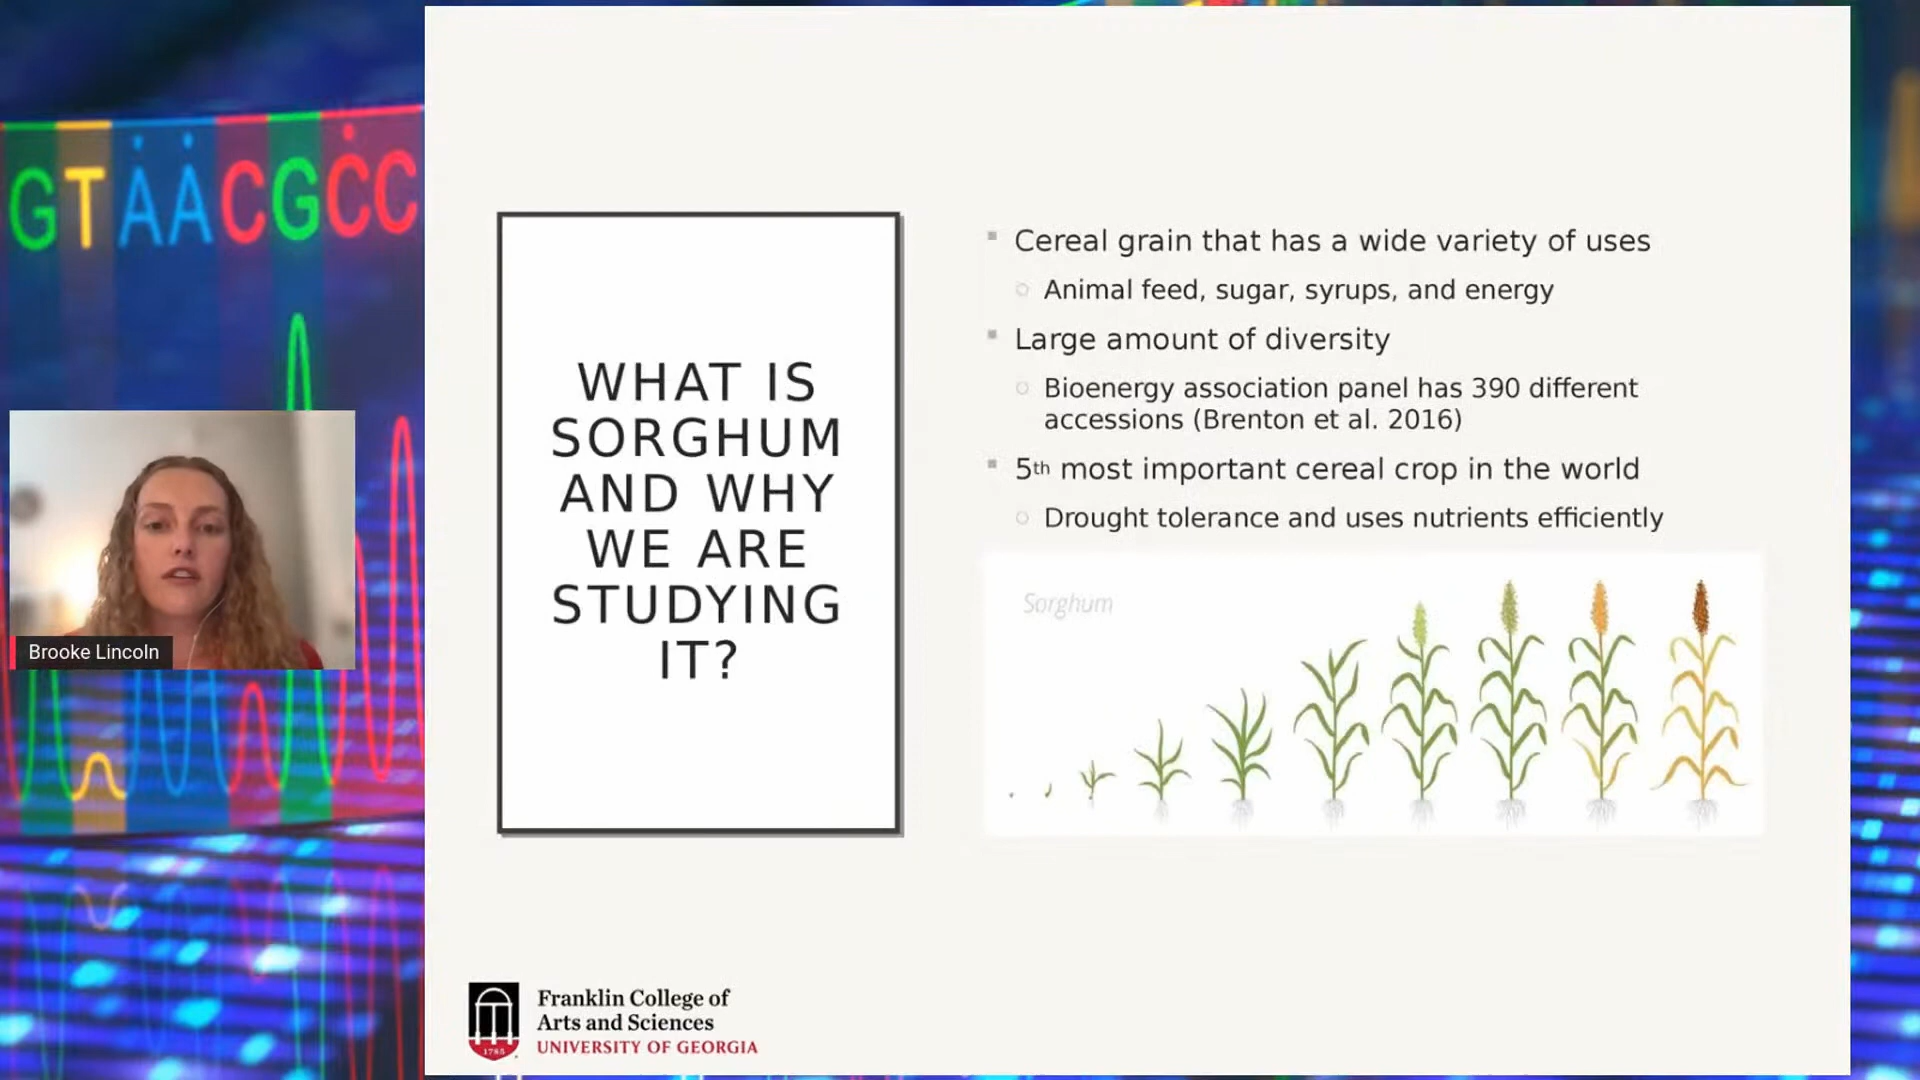 GTAACGCC
WHAT IS
SORGHUM
AND WHY
WE ARE
STUDYING
IT?
▪ Cereal grain that has a wide variety of uses
○ Animal feed, sugar, syrups, and energy
▪ Large amount of diversity
○ Bioenergy association panel has 390 different
accessions (Brenton et al. 2016)
▪ 5th most important cereal crop in the world
○ Drought tolerance and uses nutrients efficiently
Sorghum
Brooke Lincoln
1785
Franklin College of
Arts and Sciences
UNIVERSITY OF GEORGIA